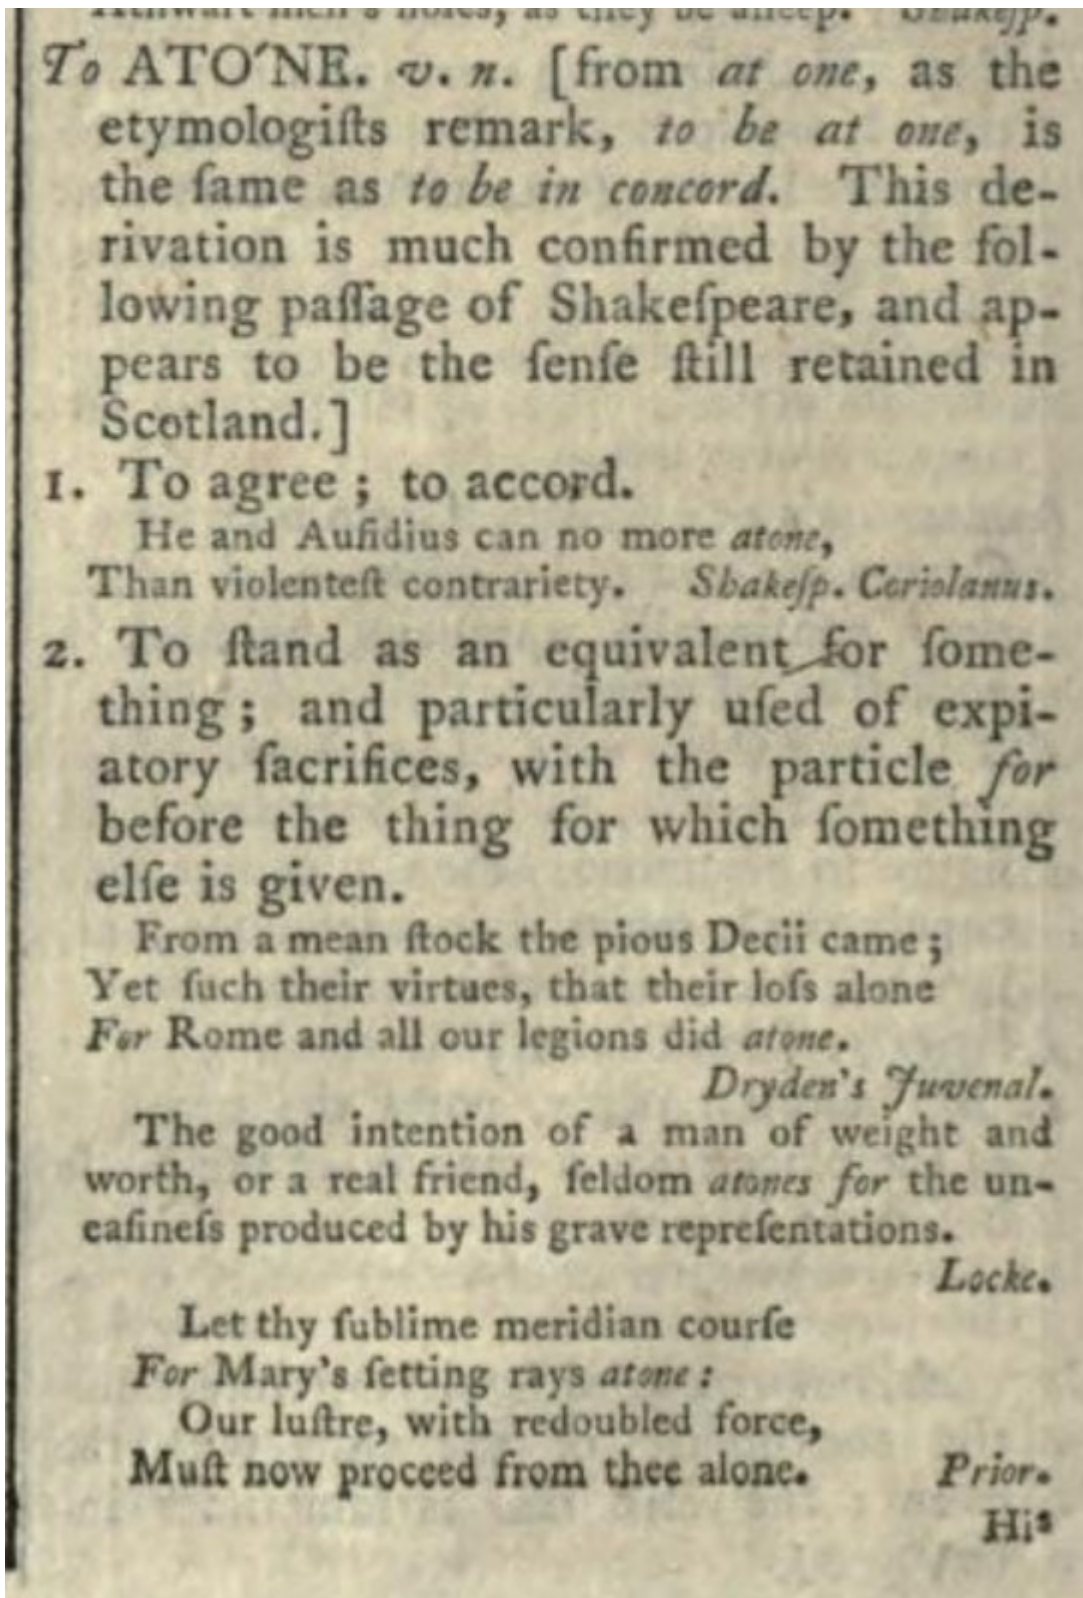 men's noses, as they be asleep. Shakeſp.
To ATO'NE. v. n. [from at one, as the
etymologiſts remark, to be at one, is
the ſame as to be in concord. This de-
rivation is much confirmed by the fol-
lowing paſſage of Shakeſpeare, and ap-
pears to be the ſenſe ſtill retained in
Scotland.]
1. To agree; to accord.
He and Aufidius can no more atone,
Than violenteſt contrariety. Shakeſp. Coriolanus.
2. To ſtand as an equivalent for ſome-
thing; and particularly uſed of expi-
atory ſacrifices, with the particle for
before the thing for which ſomething
elſe is given.
From a mean ſtock the pious Decii came;
Yet ſuch their virtues, that their loſs alone
For Rome and all our legions did atone.
Dryden's Juvenal.
The good intention of a man of weight and
worth, or a real friend, ſeldom atones for the un-
eaſineſs produced by his grave repreſentations.
Locke.
Let thy ſublime meridian courſe
For Mary's ſetting rays atone:
Our luſtre, with redoubled force,
Muſt now proceed from thee alone. Prior.
His